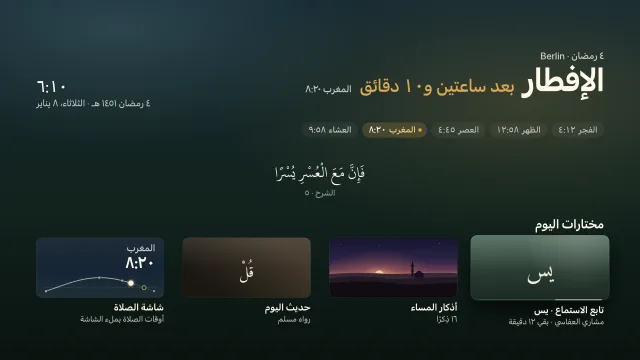 ٤ رمضان · Berlin
الإفطار بعد ساعتين و١٠ دقائق المغرب ٨:٢٠
٦:١٠
٤ رمضان ١٤٥١ هـ · الثلاثاء، ٨ يناير
الفجر ٤:١٢ الظهر ١٢:٥٨ العصر ٤:٤٥ المغرب ٨:٢٠ العشاء ٩:٥٨
فَإِنَّ مَعَ الْعُسْرِ يُسْرًا
الشرح · ٥
مختارات اليوم
يس
تابع الاستماع · يس
مشاري العفاسي · بقي ١٢ دقيقة
أذكار المساء
١٦ ذِكرًا
قُلْ
حديث اليوم
رواه مسلم
المغرب
٨:٢٠
شاشة الصلاة
أوقات الصلاة بملء الشاشة